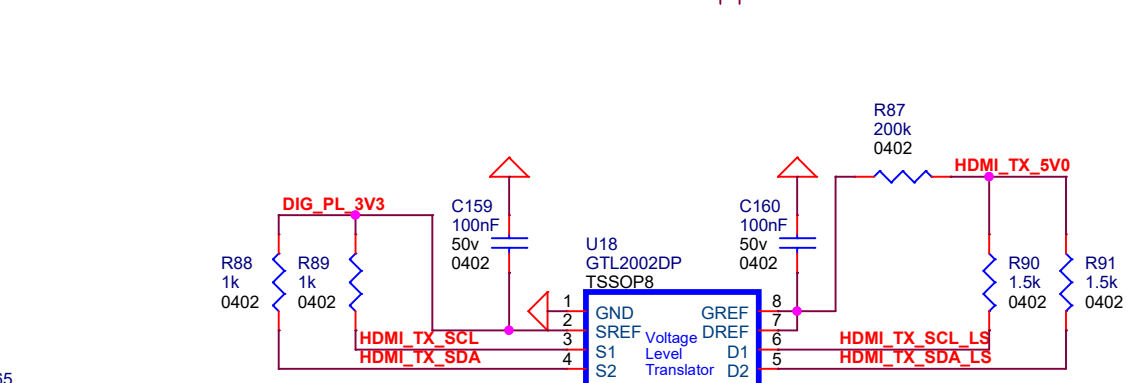 R87
200k
0402
HDMI_TX_5V0
DIG_PL_3V3
C159
100nF
50v
0402
C160
100nF
50v
0402
U18
GTL2002DP
TSSOP8
R88
1k
0402
R89
1k
0402
R90
1.5k
0402
R91
1.5k
0402
1 GND GREF 8
2 SREF DREF 7
HDMI_TX_SCL 3 S1 D1 6 HDMI_TX_SCL_LS
HDMI_TX_SDA 4 S2 D2 5 HDMI_TX_SDA_LS
Voltage
Level
Translator